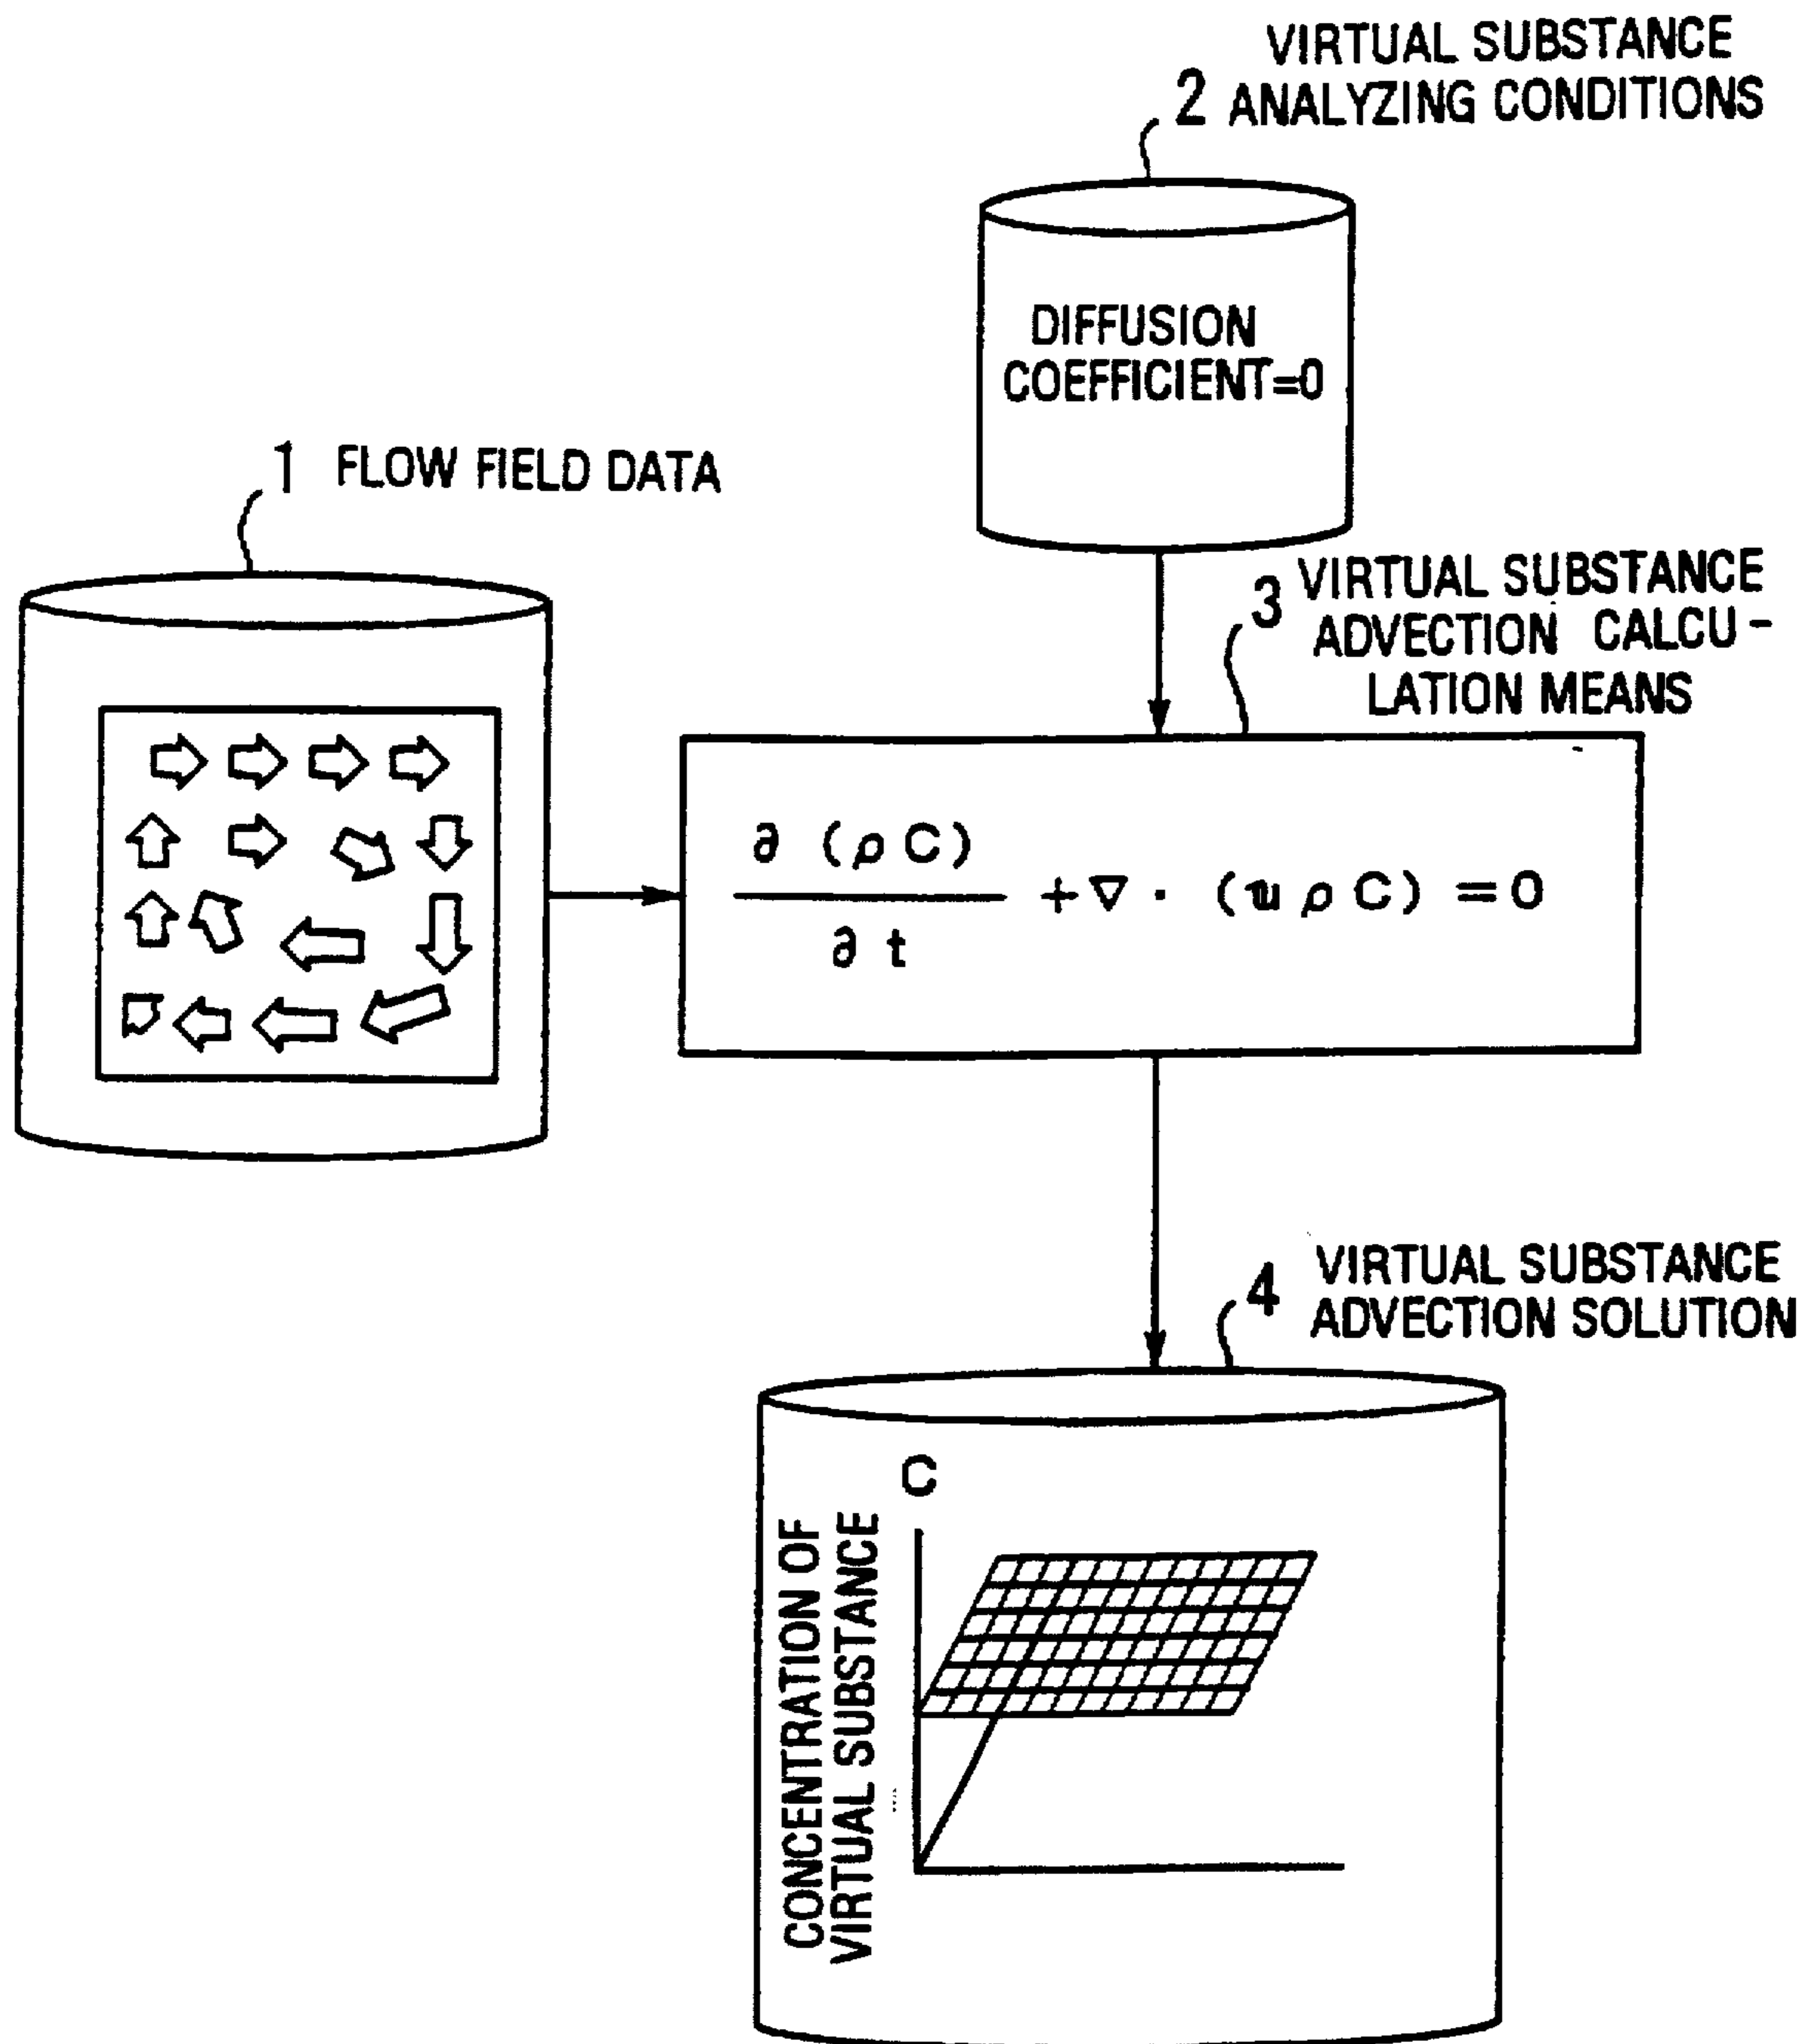 2 VIRTUAL SUBSTANCE
ANALYZING CONDITIONS
DIFFUSION
COEFFICIENT=0
1 FLOW FIELD DATA
3 VIRTUAL SUBSTANCE
ADVECTION CALCU-
LATION MEANS
∂ (ρ C)
∂ t
+∇· (u ρ C) =0
4 VIRTUAL SUBSTANCE
ADVECTION SOLUTION
C
CONCENTRATION OF
VIRTUAL SUBSTANCE